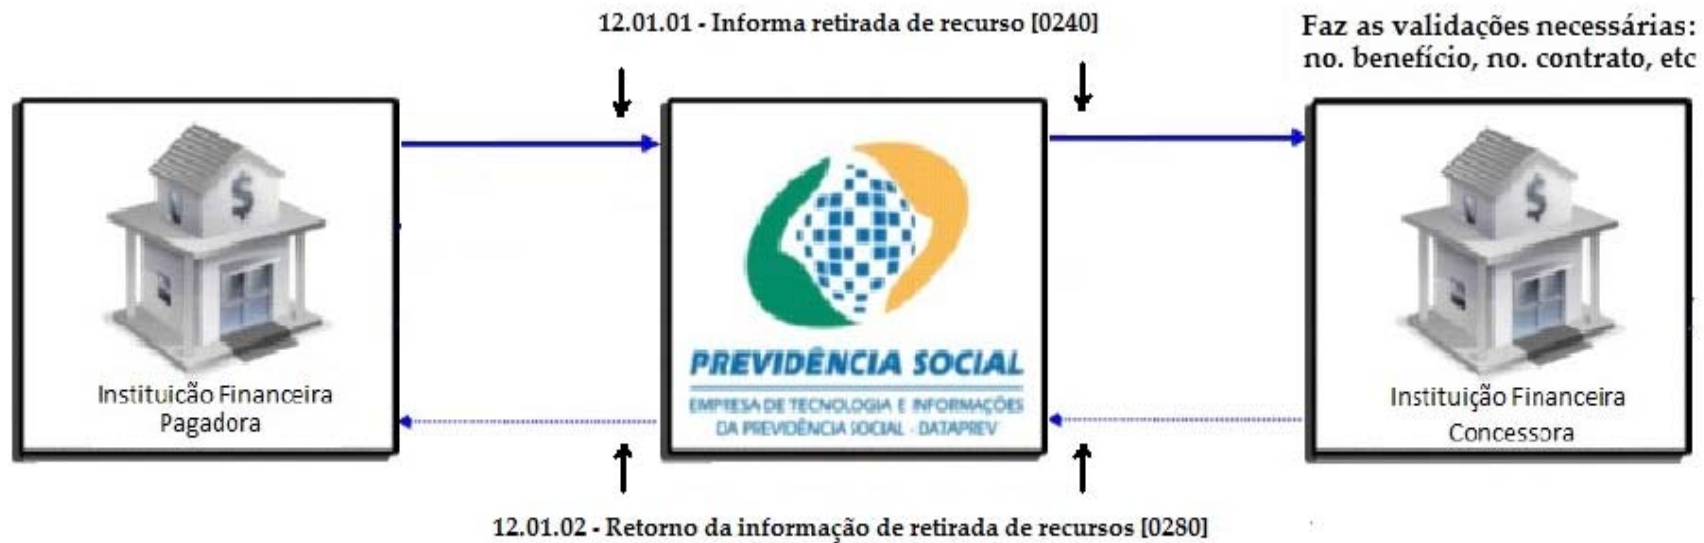 12.01.01 - Informa retirada de recurso [0240]
Faz as validações necessárias:
no. benefício, no. contrato, etc
Instituicão Financeira
Pagadora
PREVIDÊNCIA SOCIAL
EMPRESA DE TECNOLOGIA E INFORMAÇÕES
DA PREVIDÊNCIA SOCIAL - DATAPREV
Instituição Financeira
Concessora
12.01.02 - Retorno da informação de retirada de recursos [0280]